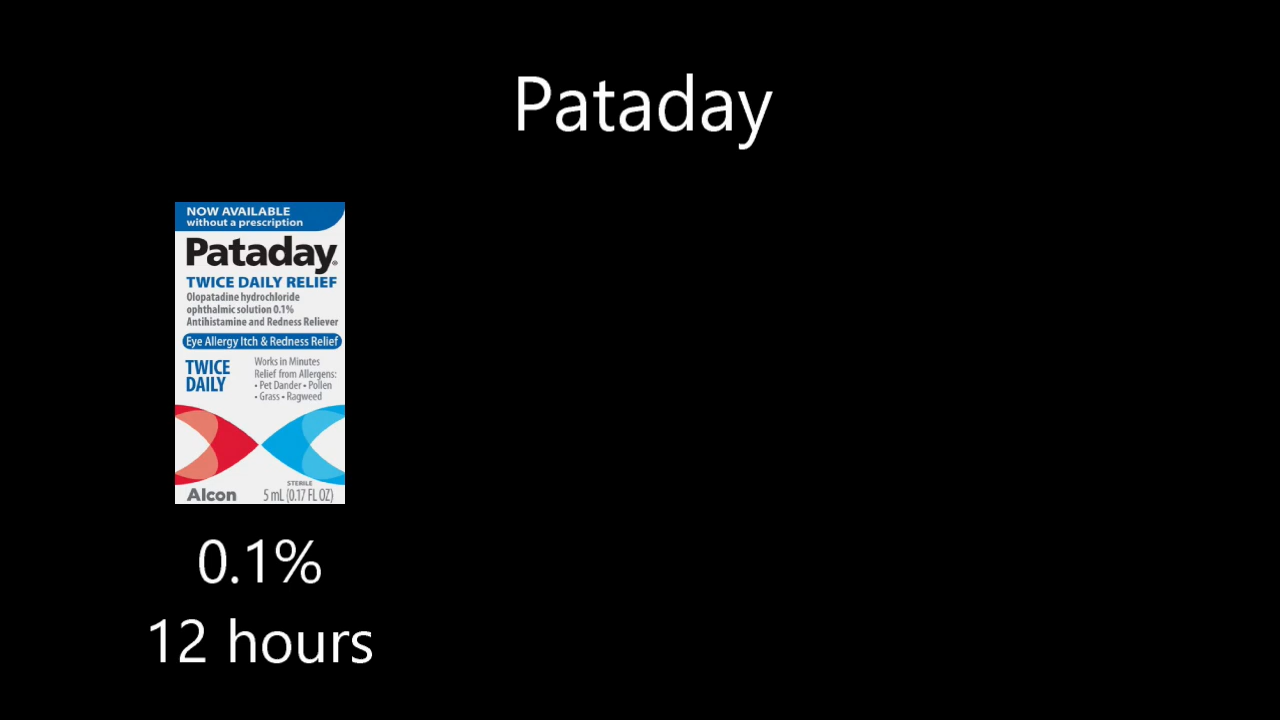 Pataday
NOW AVAILABLE
without a prescription
Pataday®
TWICE DAILY RELIEF
Olopatadine hydrochloride
ophthalmic solution 0.1%
Antihistamine and Redness Reliever
Eye Allergy Itch & Redness Relief
TWICE
DAILY
Works in Minutes
Relief from Allergens:
• Pet Dander • Pollen
• Grass • Ragweed
Alcon
STERILE
5 mL (0.17 FL OZ)
0.1%
12 hours